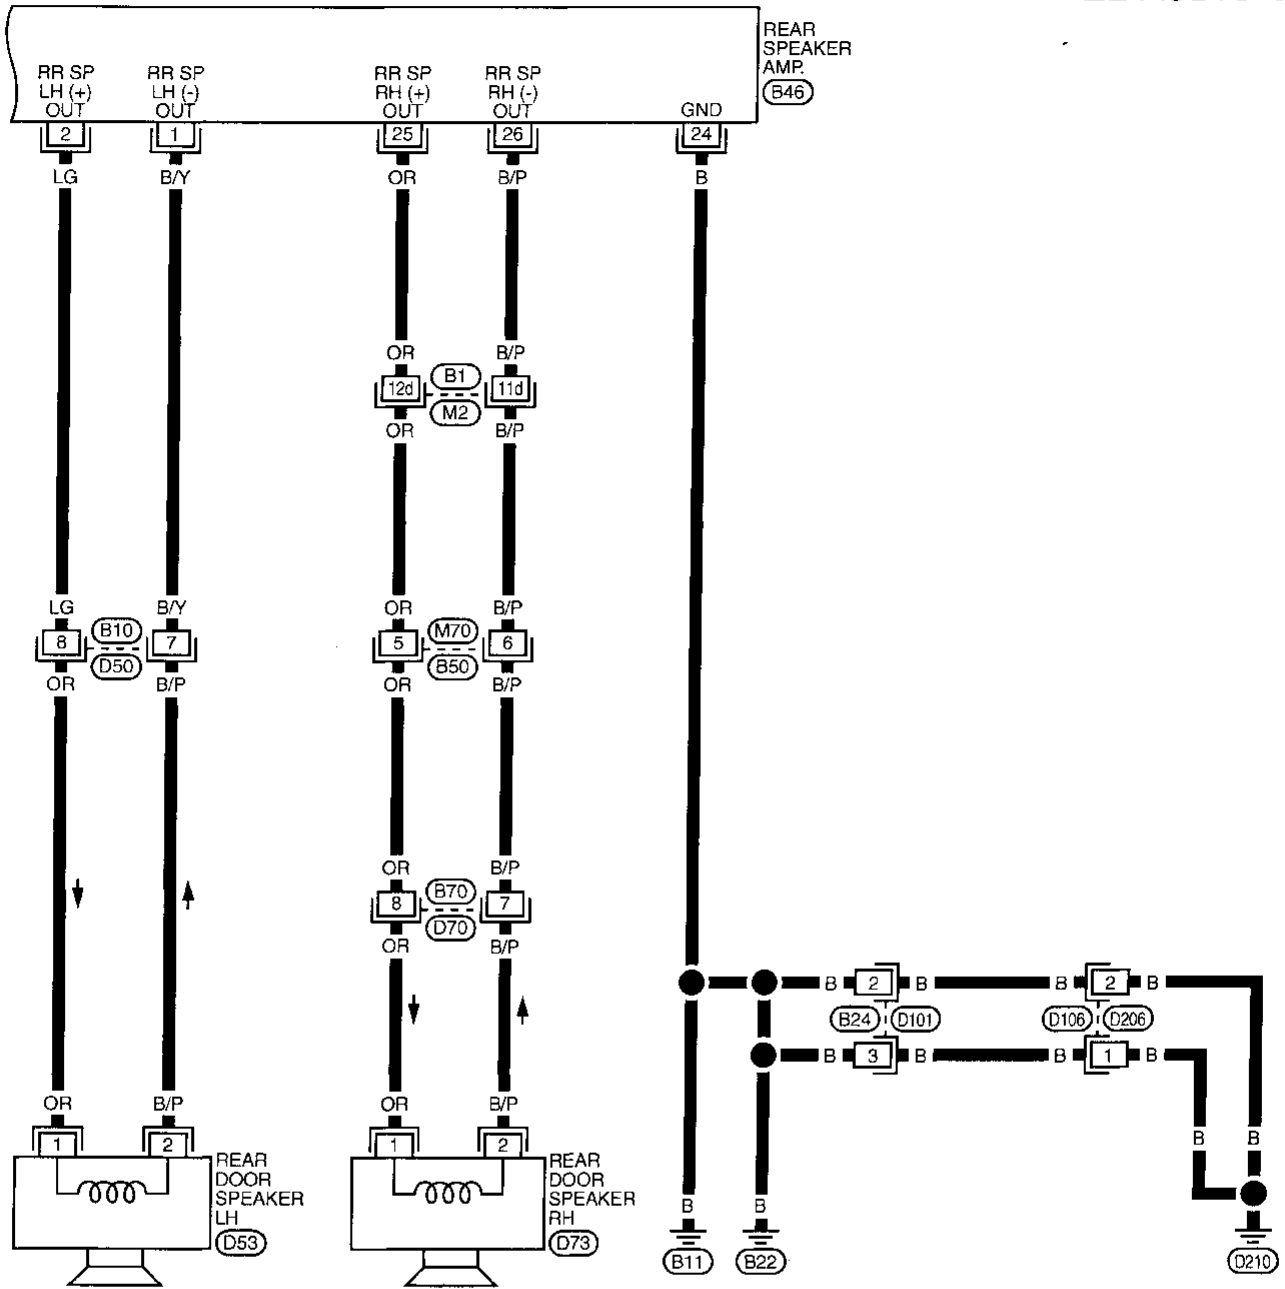 REAR
SPEAKER
AMP.
B46
RR SP
LH (+)
OUT
RR SP
LH (-)
OUT
RR SP
RH (+)
OUT
RR SP
RH (-)
OUT
GND
2 1 25 26 24
LG B/Y OR B/P B
OR B/P
12d B1 11d
M2
OR B/P
LG B/Y OR B/P
8 B10 7 5 M70 6
D50 B50
OR B/P OR B/P
OR B/P
8 B70 7
D70
OR B/P
B 2 B B 2 B
B24 D101 D106 D206
B 3 B B 1 B
OR B/P OR B/P
B B
1 2 1 2
REAR
DOOR
SPEAKER
LH
D53
REAR
DOOR
SPEAKER
RH
D73
B B
B11 B22 D210